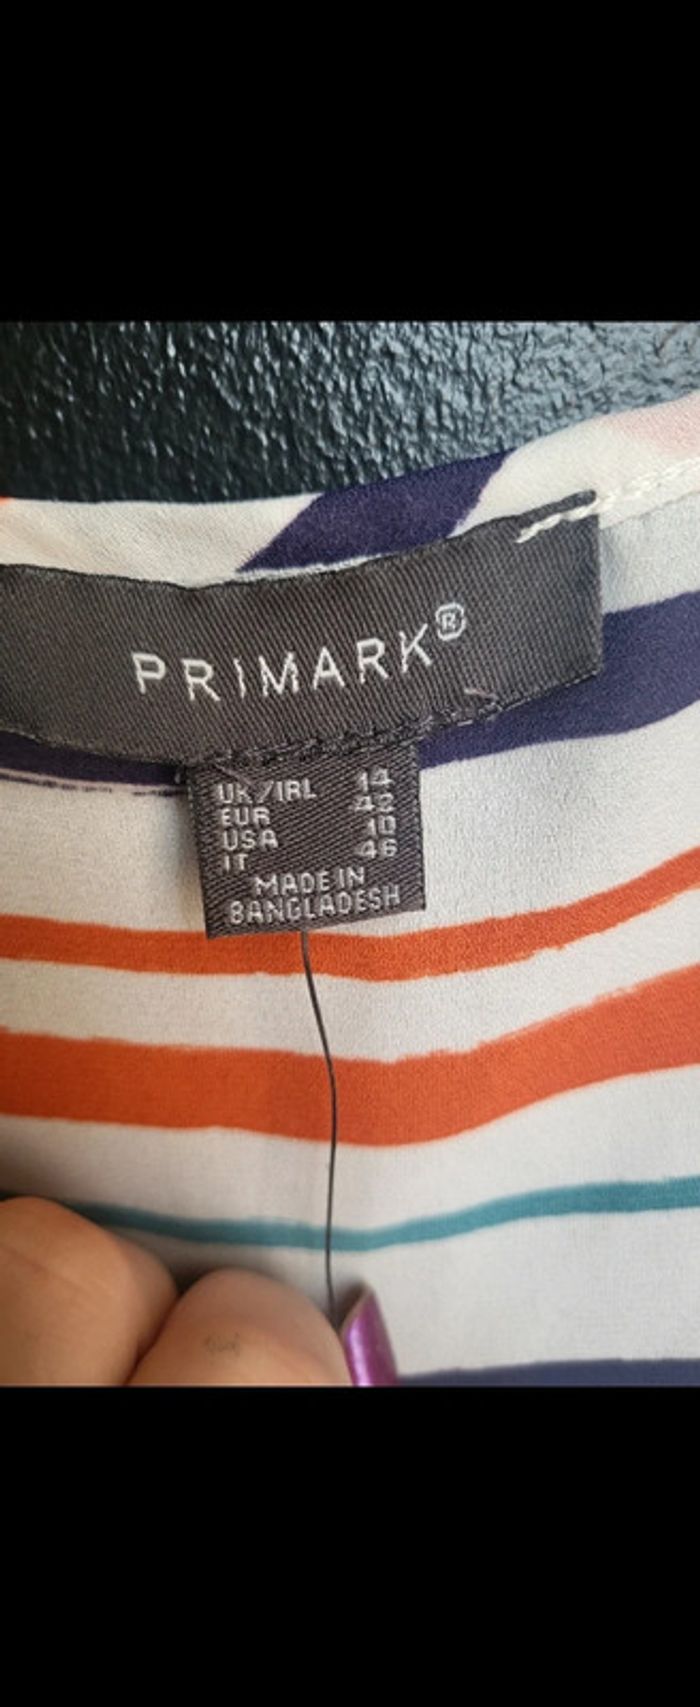 PRIMARK®
UK/IRL 14
EUR 42
USA 10
IT 46
MADE IN
BANGLADESH